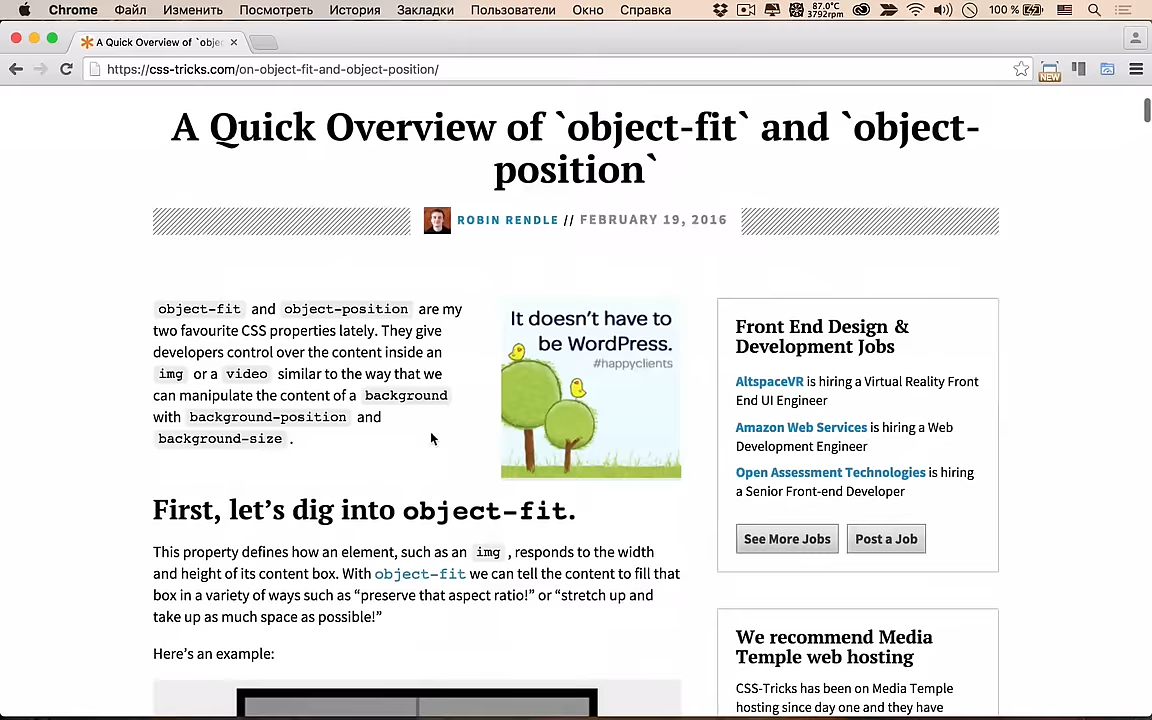 Chrome Файл Изменить Посмотреть История Закладки Пользователи Окно Справка 87.0°C 3792rpm 100 %
A Quick Overview of `objec
https://css-tricks.com/on-object-fit-and-object-position/ NEW
A Quick Overview of `object-fit` and `object-
position`
ROBIN RENDLE // FEBRUARY 19, 2016
object-fit and object-position are my
two favourite CSS properties lately. They give
developers control over the content inside an
img or a video similar to the way that we
can manipulate the content of a background
with background-position and
background-size .
It doesn't have to
be WordPress.
#happyclients
First, let's dig into object-fit.
This property defines how an element, such as an img , responds to the width
and height of its content box. With object-fit we can tell the content to fill that
box in a variety of ways such as “preserve that aspect ratio!” or “stretch up and
take up as much space as possible!”
Here's an example:
Front End Design &
Development Jobs
AltspaceVR is hiring a Virtual Reality Front
End UI Engineer
Amazon Web Services is hiring a Web
Development Engineer
Open Assessment Technologies is hiring
a Senior Front-end Developer
See More Jobs Post a Job
We recommend Media
Temple web hosting
CSS-Tricks has been on Media Temple
hosting since day one and they have